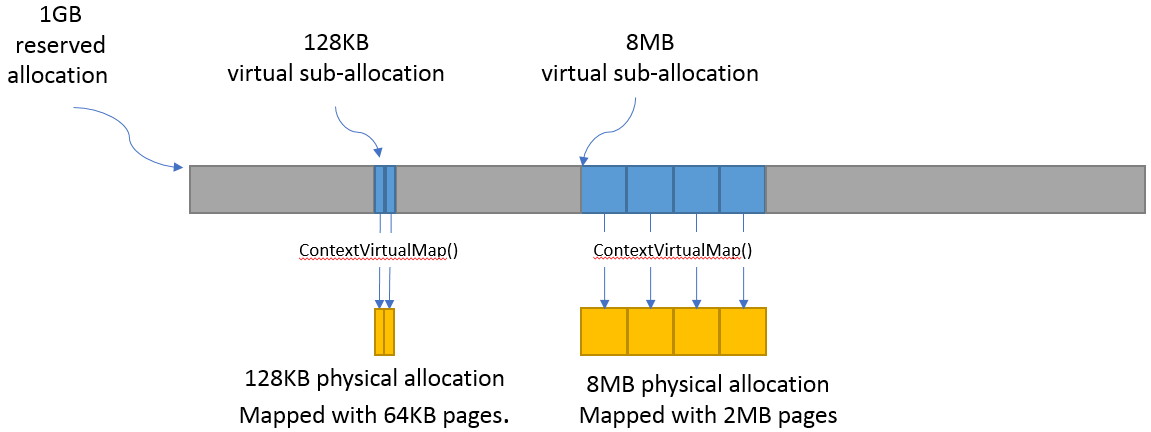 1GB
reserved
allocation
128KB
virtual sub-allocation
8MB
virtual sub-allocation
ContextVirtualMap()
ContextVirtualMap()
128KB physical allocation
Mapped with 64KB pages.
8MB physical allocation
Mapped with 2MB pages